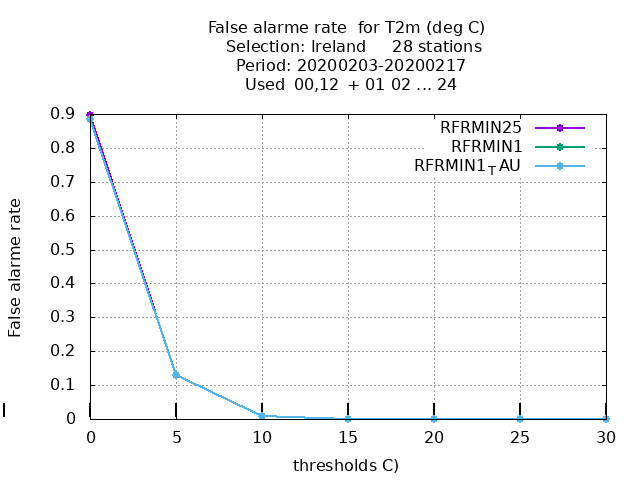 False alarme rate  for T2m (deg C)
Selection: Ireland     28 stations
Period: 20200203-20200217
Used  00,12  + 01 02 ... 24
RFRMIN25
RFRMIN1
RFRMIN1TAU
False alarme rate
0.9
0.8
0.7
0.6
0.5
0.4
0.3
0.2
0.1
0
0 5 10 15 20 25 30
thresholds C)